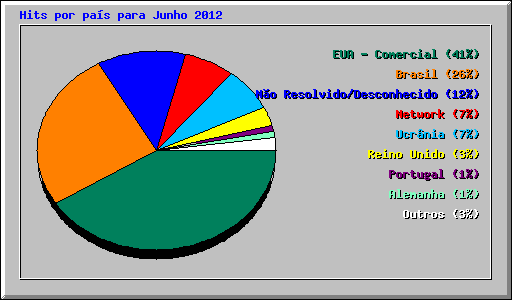 Hits por país para Junho 2012
EUA - Comercial (41%)
Brasil (26%)
Não Resolvido/Desconhecido (12%)
Network (7%)
Ucrânia (7%)
Reino Unido (3%)
Portugal (1%)
Alemanha (1%)
Outros (3%)